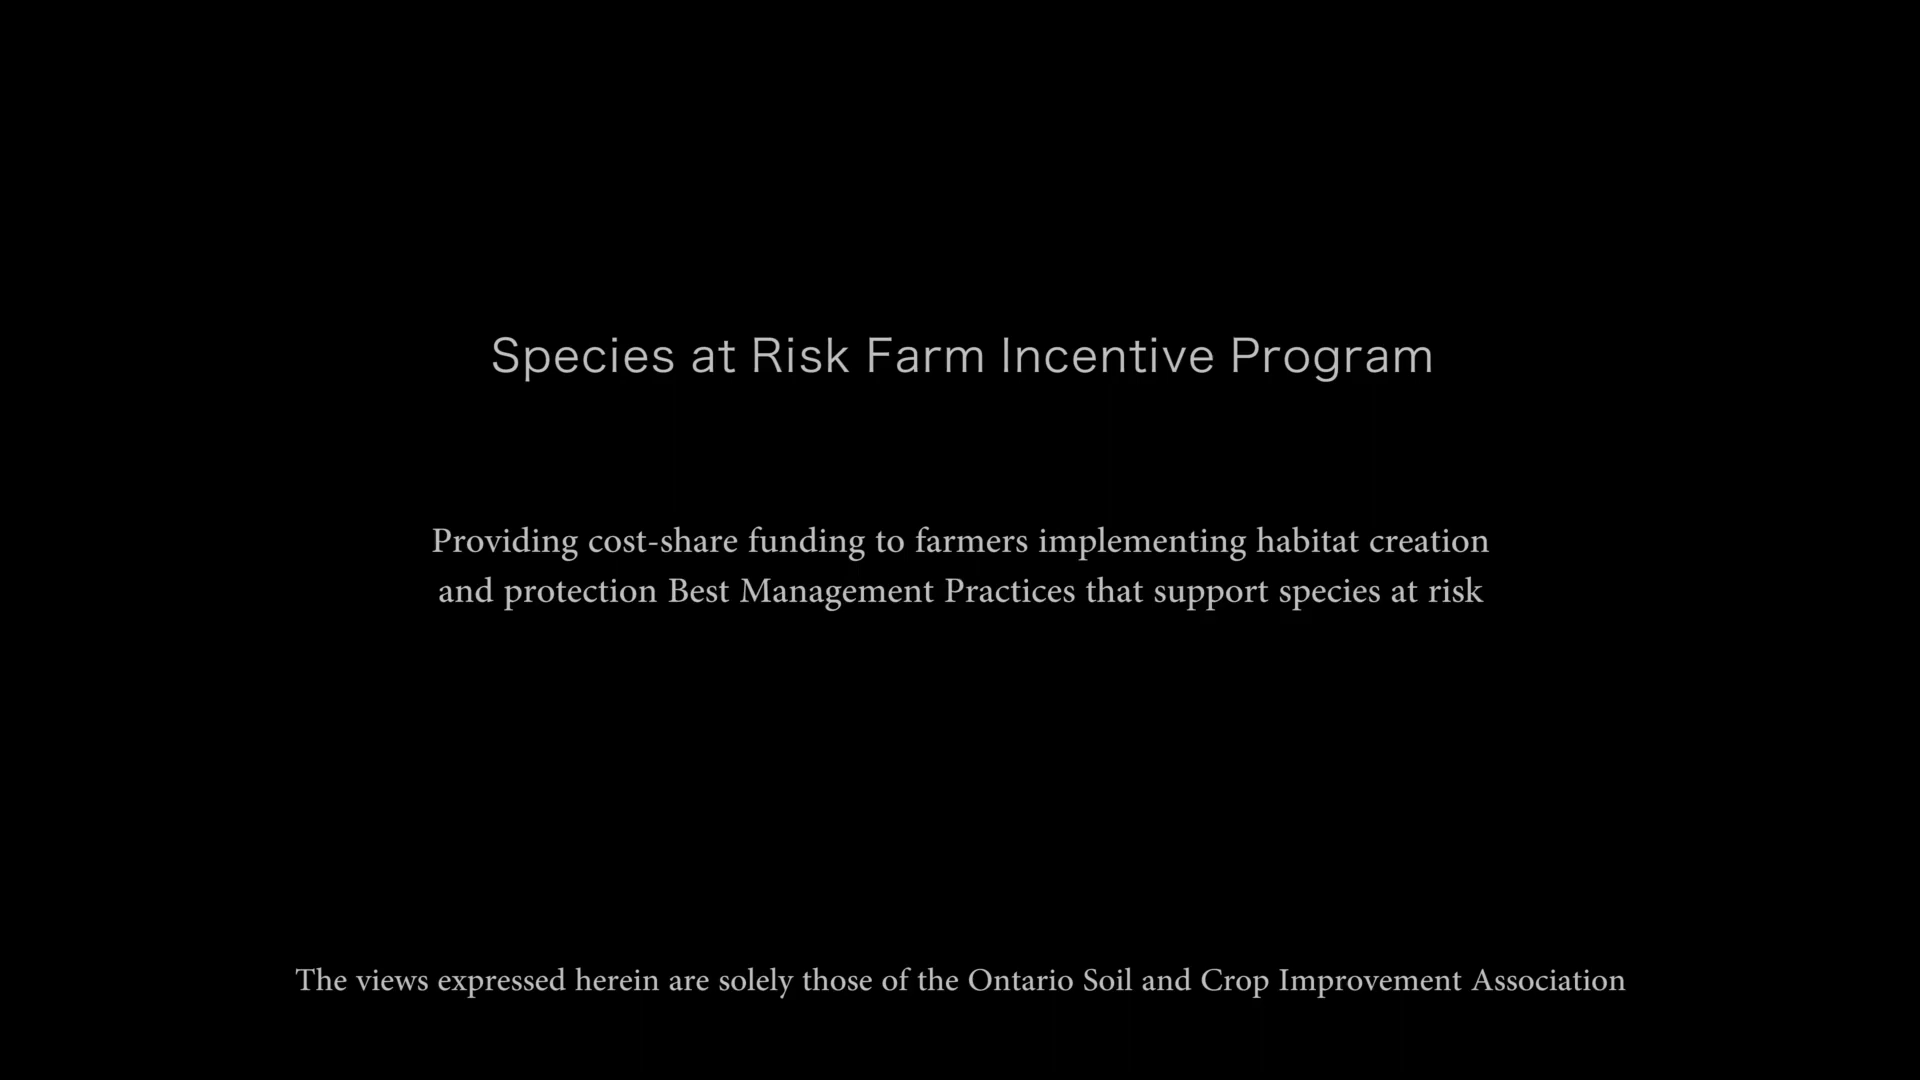 Species at Risk Farm Incentive Program
Providing cost-share funding to farmers implementing habitat creation
and protection Best Management Practices that support species at risk
The views expressed herein are solely those of the Ontario Soil and Crop Improvement Association